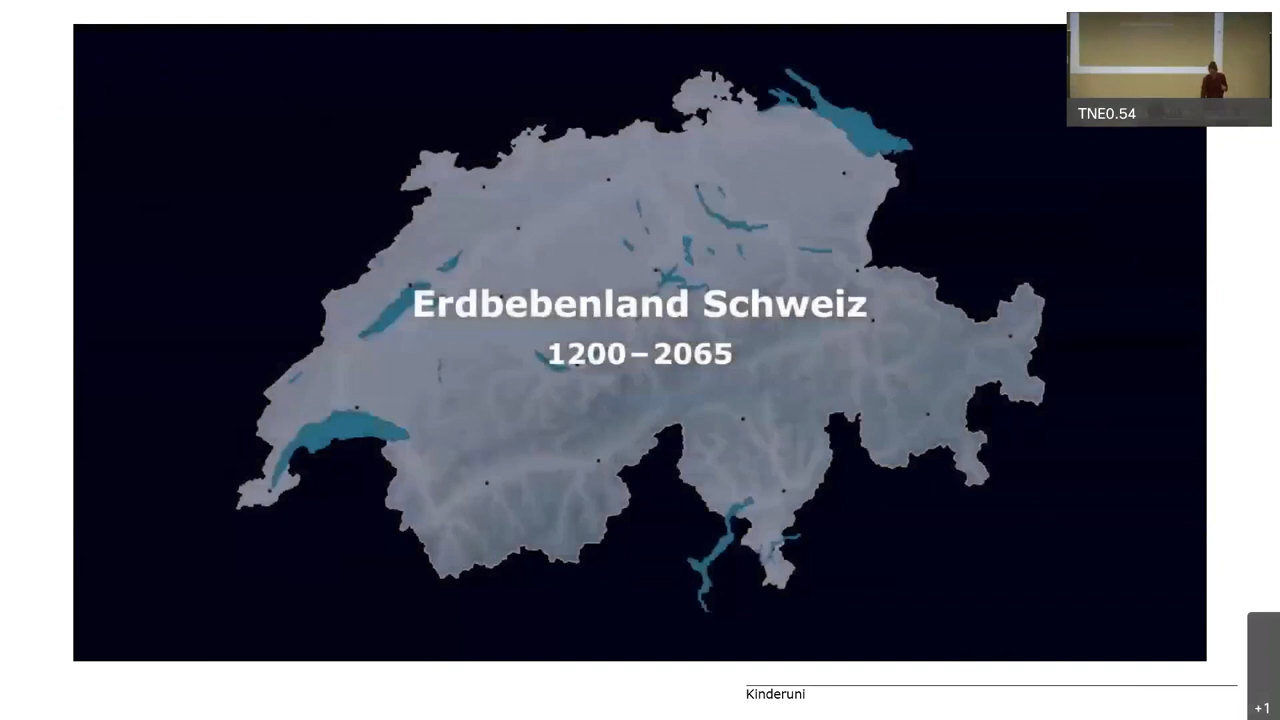 TNE0.54
Erdbebenland Schweiz
1200–2065
Kinderuni
+1